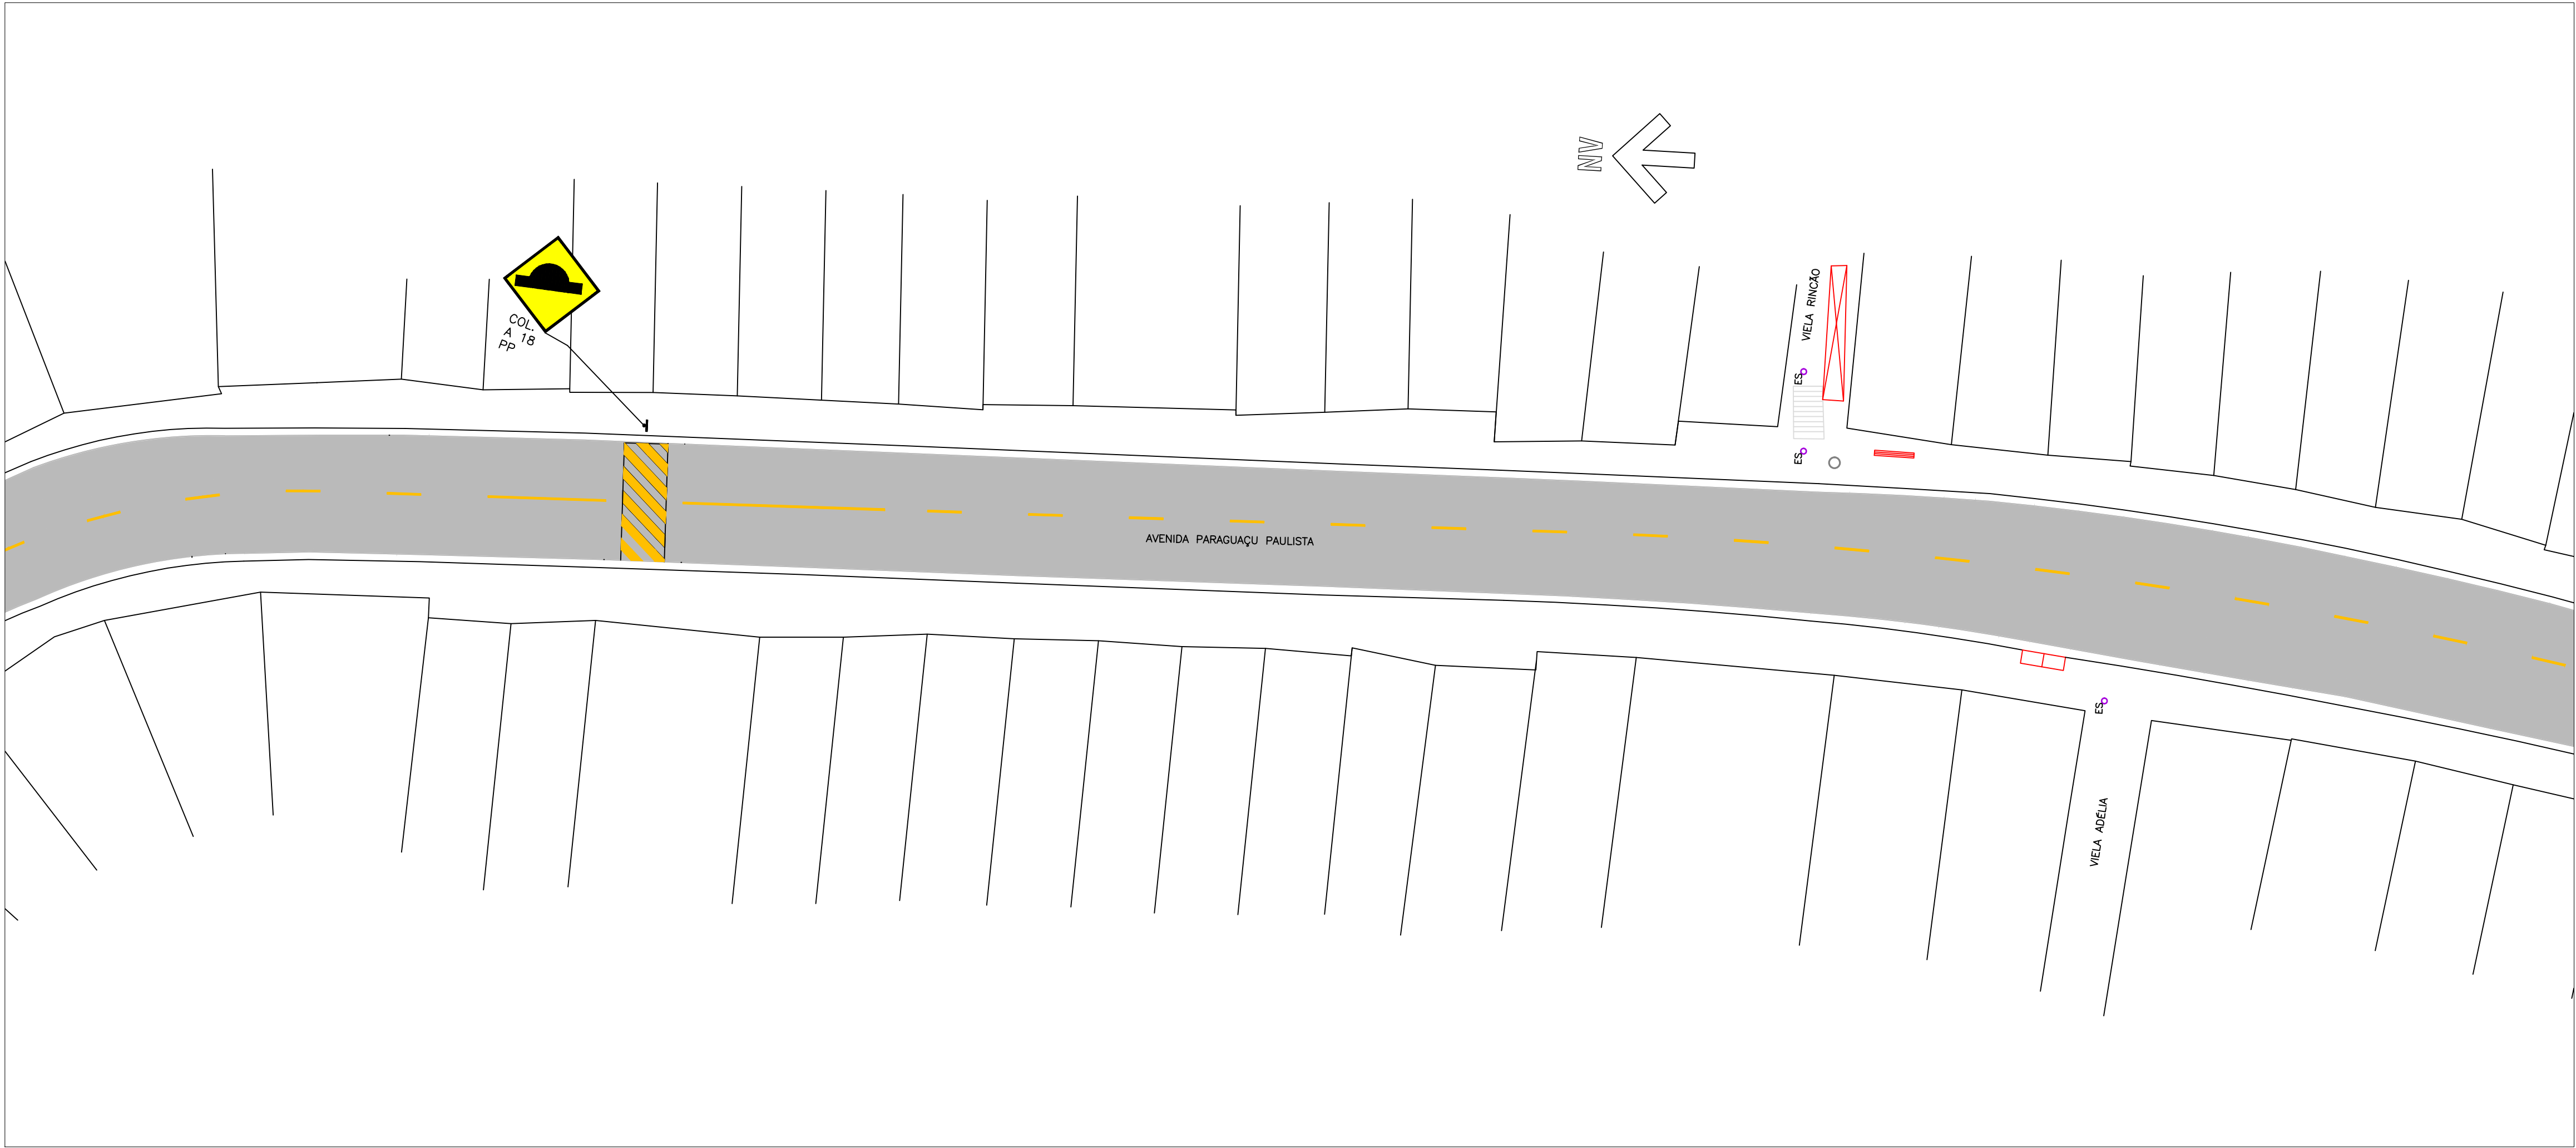 NV
VIELA RINCÃO
COL.
A 18
PP
ES
ES
AVENIDA PARAGUAÇU PAULISTA
ES
VIELA ADÉLIA